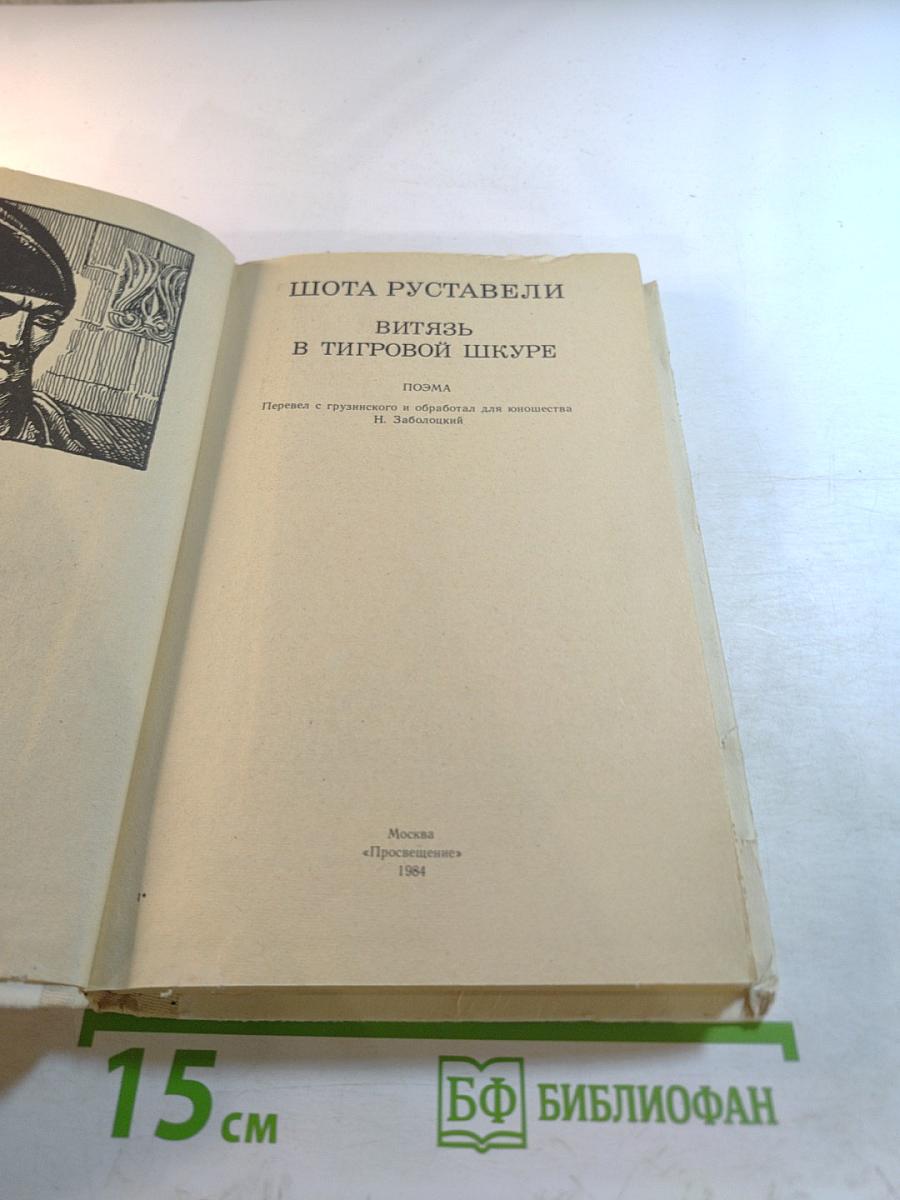 ШОТА РУСТАВЕЛИ
ВИТЯЗЬ
В ТИГРОВОЙ ШКУРЕ
ПОЭМА
Перевел с грузинского и обработал для юношества
Н. Заболоцкий
Москва
«Просвещение»
1984
1*
15 см
БФ БИБЛИОФАН